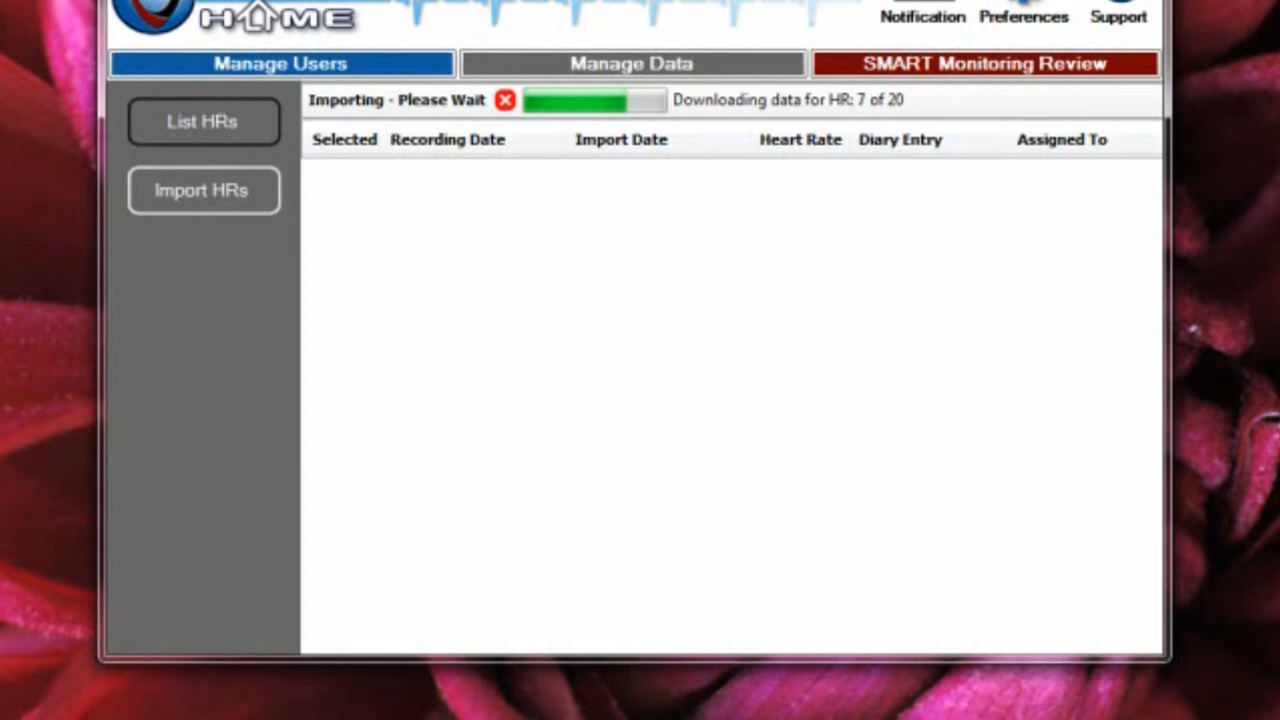 HOME
Notification Preferences Support
Manage Users Manage Data SMART Monitoring Review
List HRs
Import HRs
Importing - Please Wait Downloading data for HR: 7 of 20
Selected Recording Date Import Date Heart Rate Diary Entry Assigned To